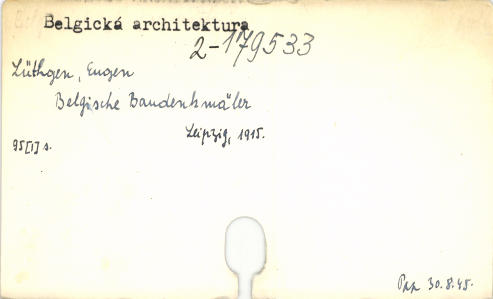 Belgická architektura
2-179533
Lüthgen, Eugen
Belgische Baudenkmäler
Leipzig, 1915.
95[1] s.
30.8.45.